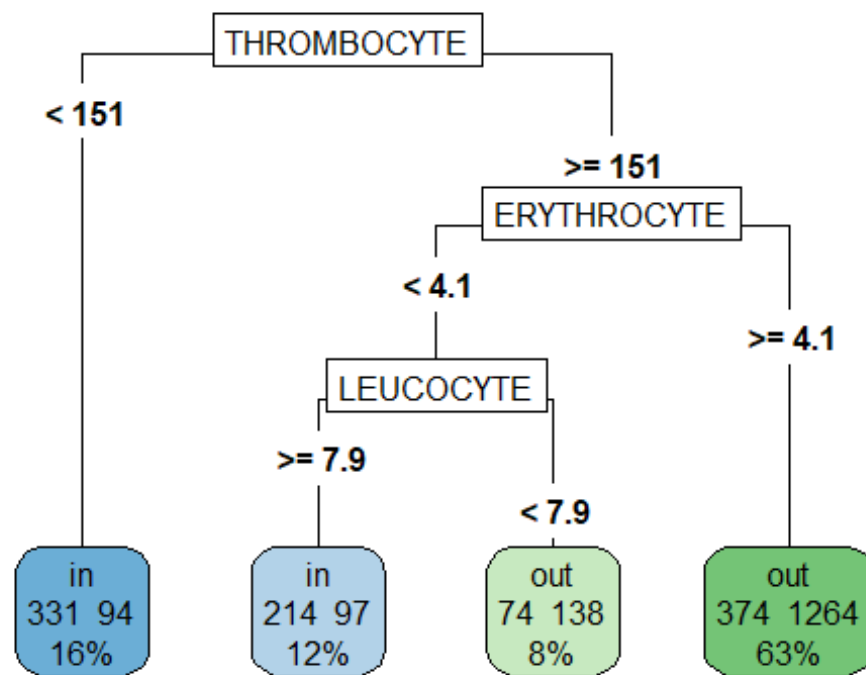 THROMBOCYTE
< 151
>= 151
ERYTHROCYTE
< 4.1
>= 4.1
LEUCOCYTE
>= 7.9
< 7.9
in
331 94
16%
in
214 97
12%
out
74 138
8%
out
374 1264
63%